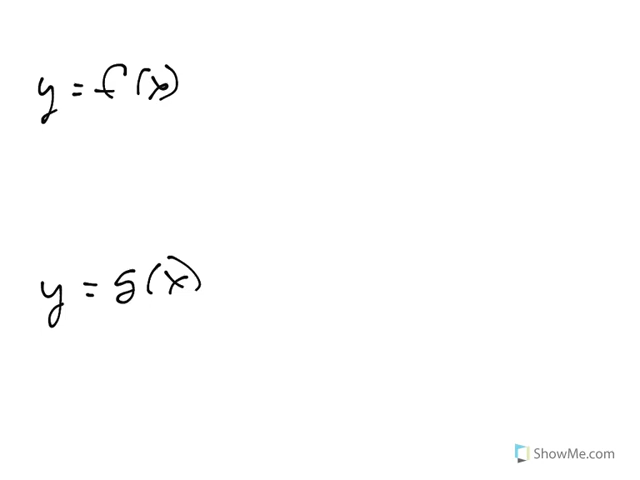 y = f(x)
y = g(x)
ShowMe.com